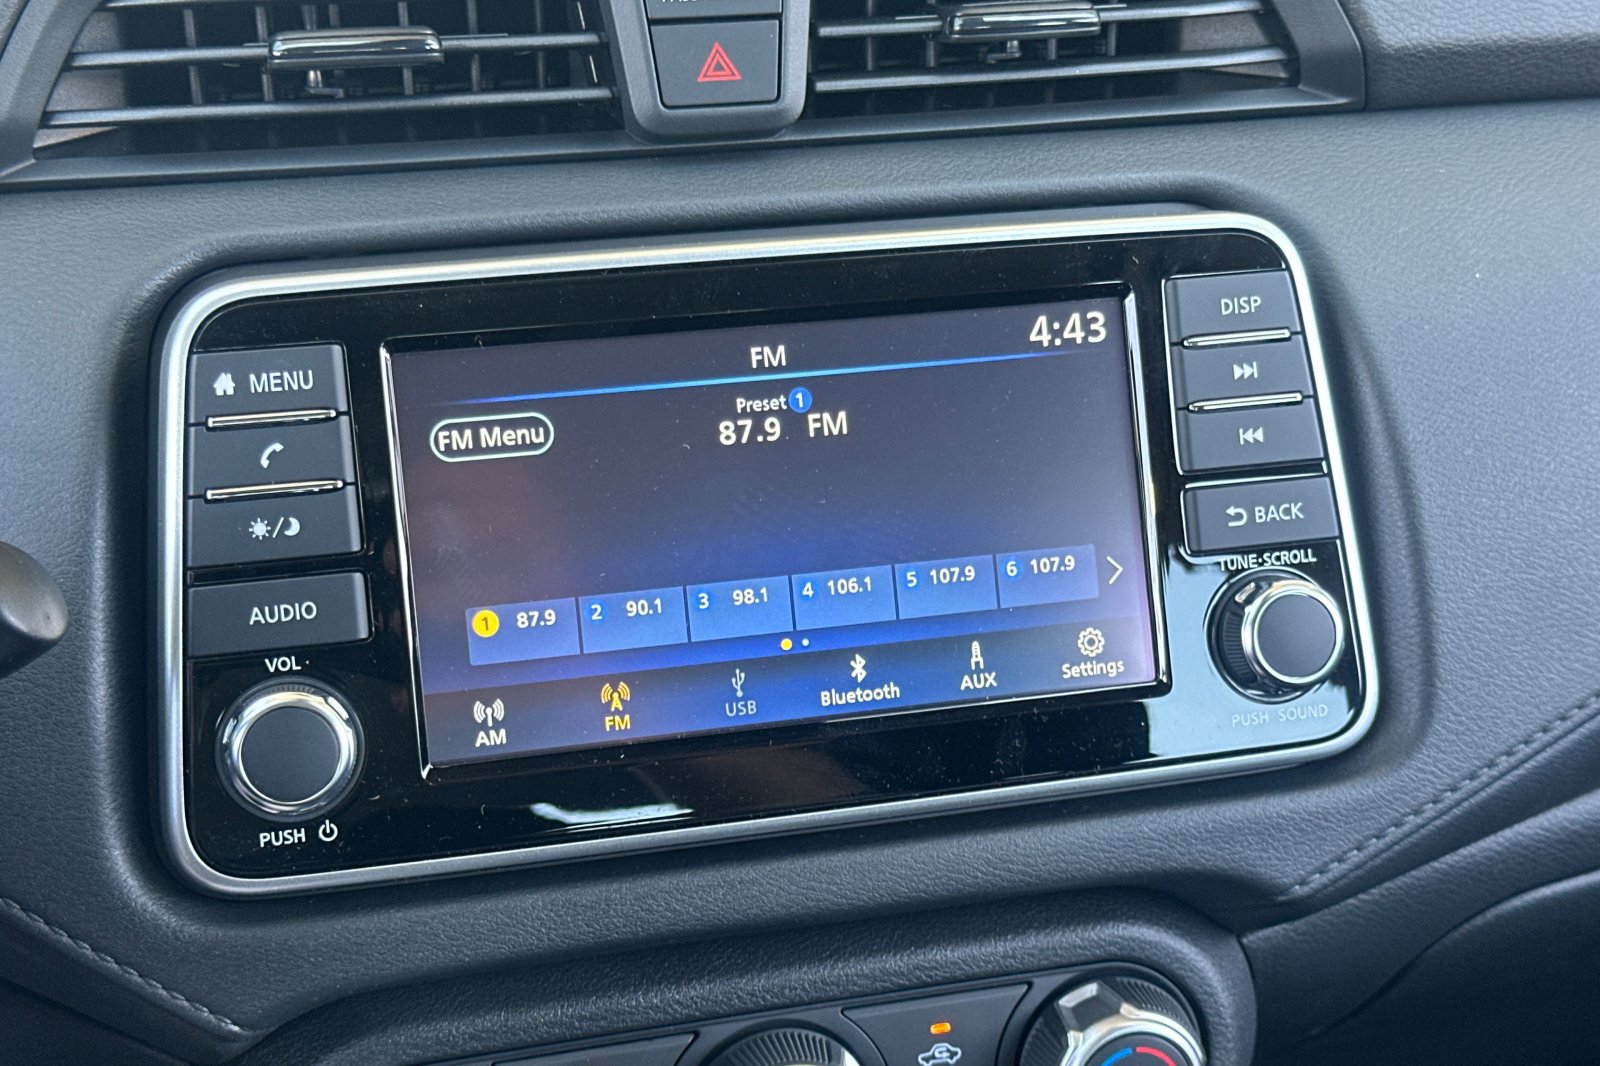 MENU
AUDIO
VOL
PUSH
FM
4:43
FM Menu
Preset 1
87.9 FM
1 87.9
2 90.1
3 98.1
4 106.1
5 107.9
6 107.9
AM
FM
USB
Bluetooth
AUX
Settings
DISP
BACK
TUNE·SCROLL
PUSH SOUND